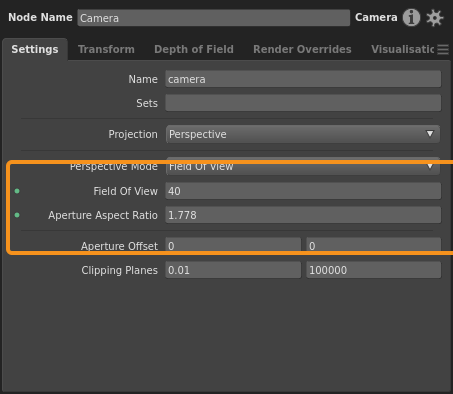 Node Name Camera Camera
Settings Transform Depth of Field Render Overrides Visualisatic
Name camera
Sets
Projection Perspective
Perspective Mode Field Of View
Field Of View 40
Aperture Aspect Ratio 1.778
Aperture Offset 0 0
Clipping Planes 0.01 100000